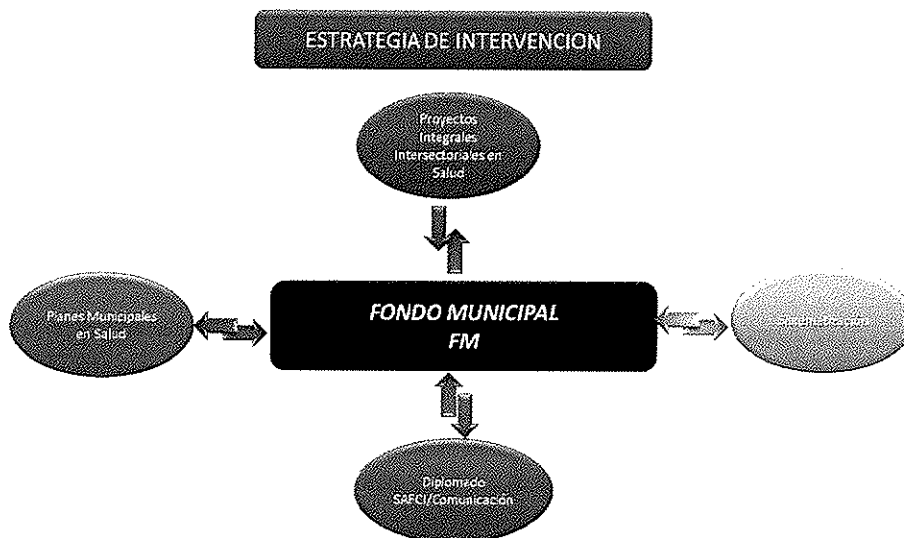 ESTRATEGIA DE INTERVENCION
Proyectos
Integrales
Intersectoriales en
Salud
Planes Municipales
en Salud
FONDO MUNICIPAL
FM
Diplomado
SAFCI/Comunicación